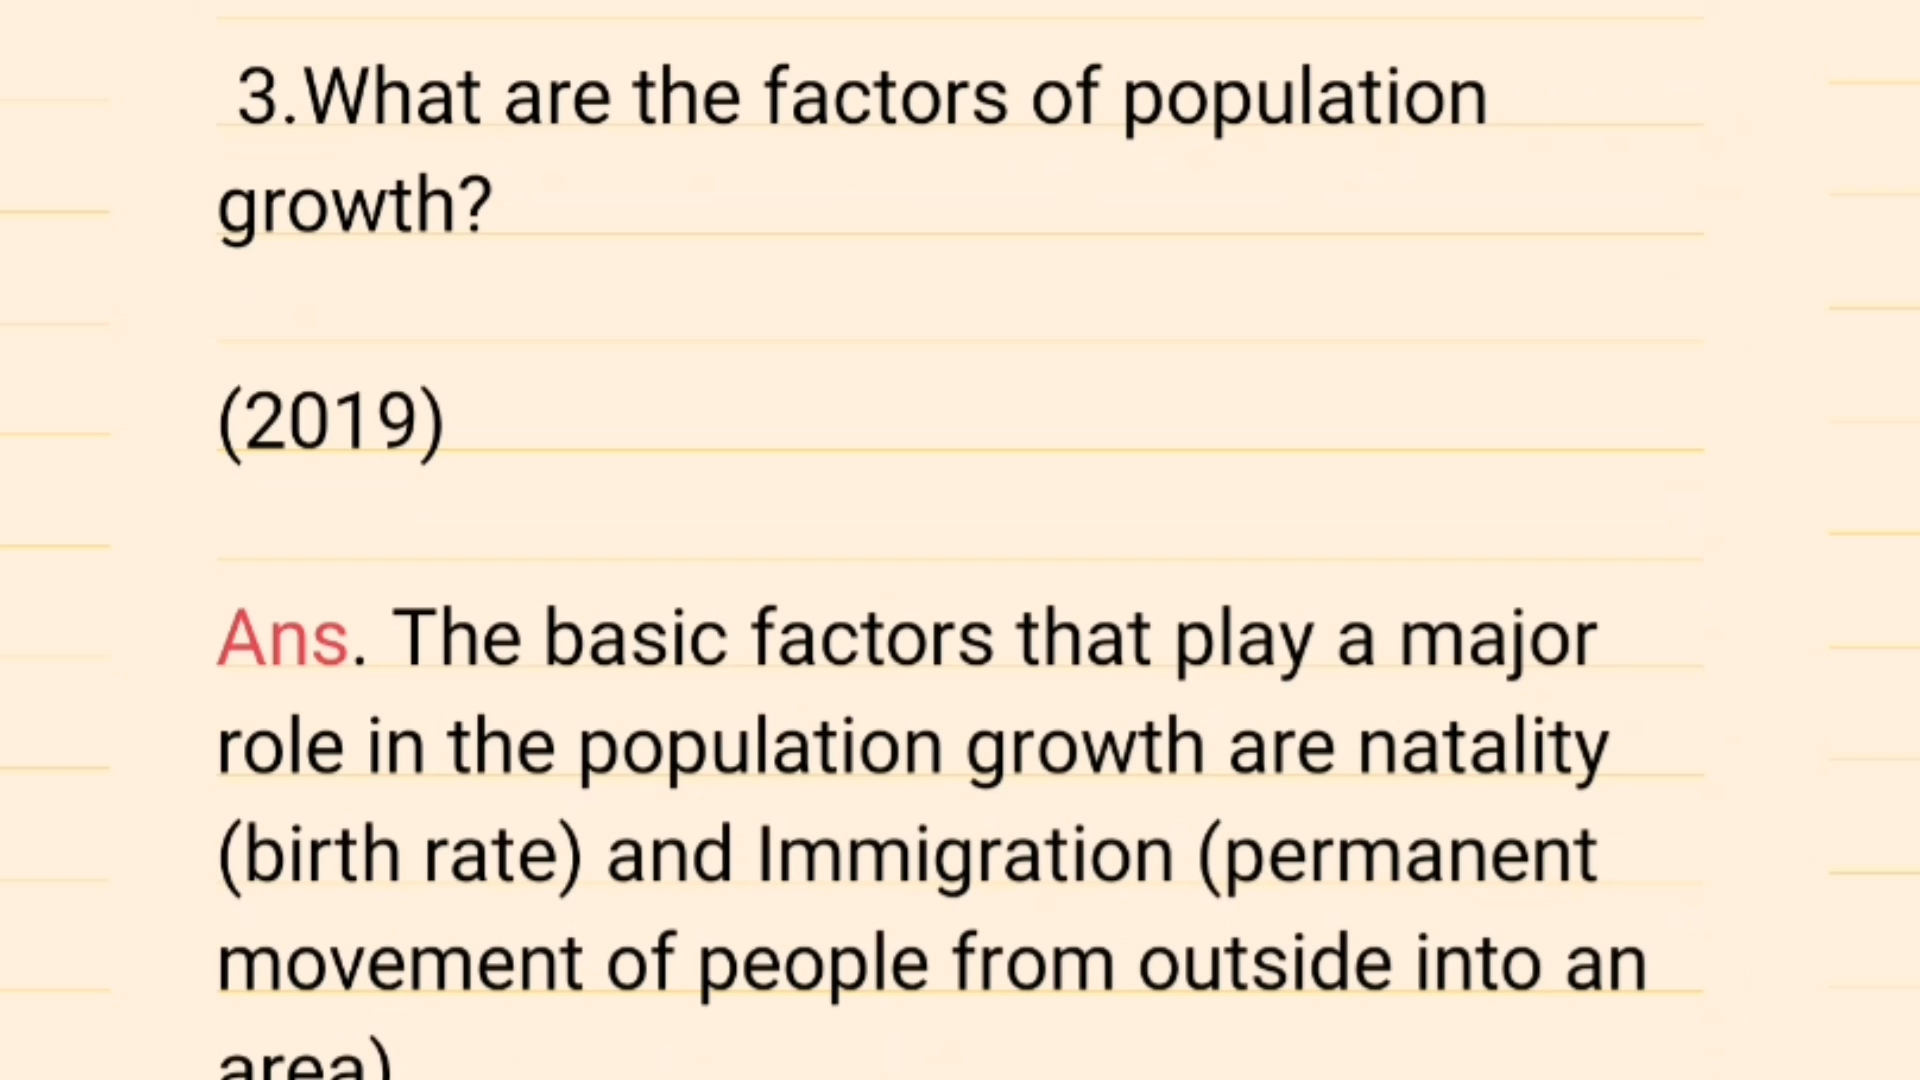 3.What are the factors of population
growth?
(2019)
Ans. The basic factors that play a major
role in the population growth are natality
(birth rate) and Immigration (permanent
movement of people from outside into an
area)